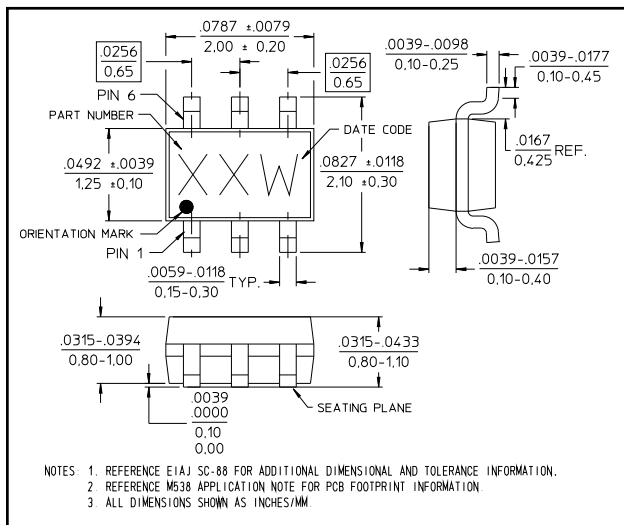 .0787 ±.0079
2,00 ± 0,20
.0256
0,65
.0256
0,65
.0039-.0098
0,10-0,25
.0039-.0177
0,10-0,45
PIN 6
PART NUMBER
DATE CODE
.0167
0,425 REF.
.0492 ±.0039
1,25 ±0,10
XXW
.0827 ±.0118
2,10 ±0,30
ORIENTATION MARK
PIN 1
.0059-.0118
0,15-0,30 TYP.
.0039-.0157
0,10-0,40
.0315-.0394
0,80-1,00
.0315-.0433
0,80-1,10
.0039
.0000
0,10
0,00
SEATING PLANE
NOTES: 1. REFERENCE EIAJ SC-88 FOR ADDITIONAL DIMENSIONAL AND TOLERANCE INFORMATION.
2. REFERENCE M538 APPLICATION NOTE FOR PCB FOOTPRINT INFORMATION.
3. ALL DIMENSIONS SHOWN AS INCHES/MM.